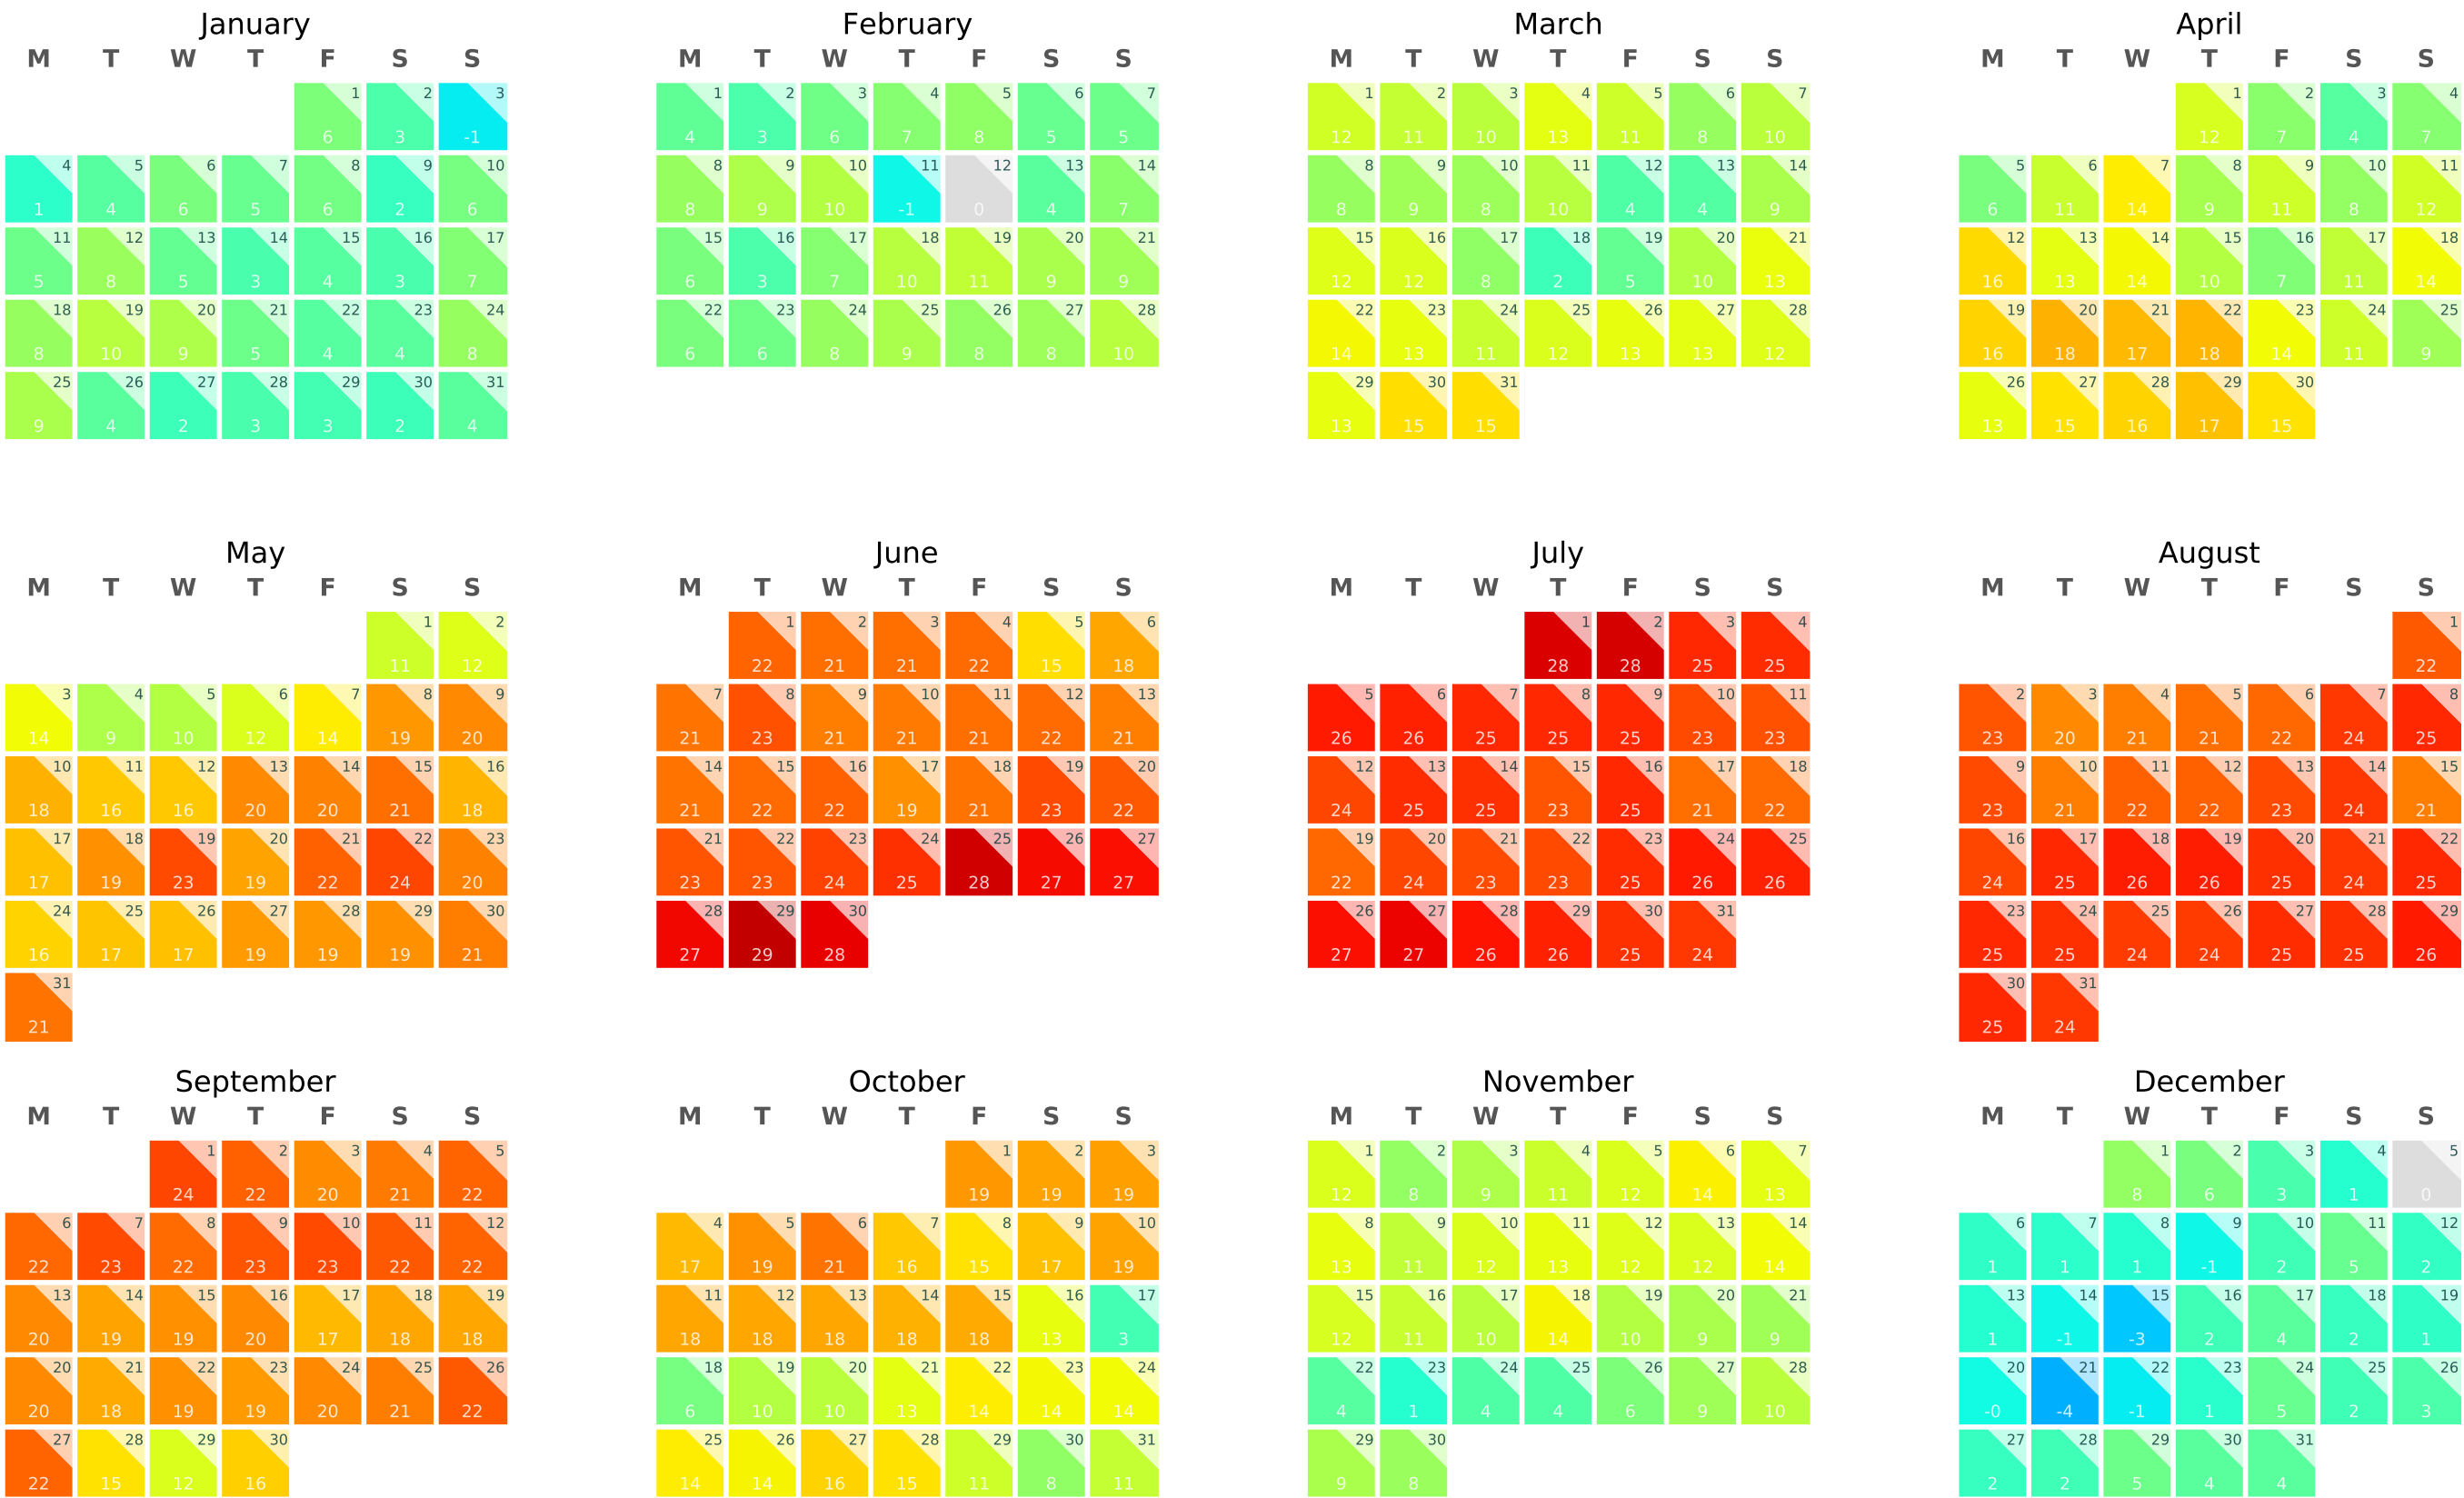 January February March April
M T W T F S S M T W T F S S M T W T F S S M T W T F S S
1 2 3 1 2 3 4 5 6 7 1 2 3 4 5 6 7 1 2 3 4
6 3 -1 4 3 6 7 8 5 5 12 11 10 13 11 8 10 12 7 4 7
4 5 6 7 8 9 10 8 9 10 11 12 13 14 8 9 10 11 12 13 14 5 6 7 8 9 10 11
1 4 6 5 6 2 6 8 9 10 -1 0 4 7 8 9 8 10 4 4 9 6 11 14 9 11 8 12
11 12 13 14 15 16 17 15 16 17 18 19 20 21 15 16 17 18 19 20 21 12 13 14 15 16 17 18
5 8 5 3 4 3 7 6 3 7 10 11 9 9 12 12 8 2 5 10 13 16 13 14 10 7 11 14
18 19 20 21 22 23 24 22 23 24 25 26 27 28 22 23 24 25 26 27 28 19 20 21 22 23 24 25
8 10 9 5 4 4 8 6 6 8 9 8 8 10 14 13 11 12 13 13 12 16 18 17 18 14 11 9
25 26 27 28 29 30 31 29 30 31 26 27 28 29 30
9 4 2 3 3 2 4 13 15 15 13 15 16 17 15
May June July August
M T W T F S S M T W T F S S M T W T F S S M T W T F S S
1 2 1 2 3 4 5 6 1 2 3 4 1
11 12 22 21 21 22 15 18 28 28 25 25 22
3 4 5 6 7 8 9 7 8 9 10 11 12 13 5 6 7 8 9 10 11 2 3 4 5 6 7 8
14 9 10 12 14 19 20 21 23 21 21 21 22 21 26 26 25 25 25 23 23 23 20 21 21 22 24 25
10 11 12 13 14 15 16 14 15 16 17 18 19 20 12 13 14 15 16 17 18 9 10 11 12 13 14 15
18 16 16 20 20 21 18 21 22 22 19 21 23 22 24 25 25 23 25 21 22 23 21 22 22 23 24 21
17 18 19 20 21 22 23 21 22 23 24 25 26 27 19 20 21 22 23 24 25 16 17 18 19 20 21 22
17 19 23 19 22 24 20 23 23 24 25 28 27 27 22 24 23 23 25 26 26 24 25 26 26 25 24 25
24 25 26 27 28 29 30 28 29 30 26 27 28 29 30 31 23 24 25 26 27 28 29
16 17 17 19 19 19 21 27 29 28 27 27 26 26 25 24 25 25 24 24 25 25 26
31 30 31
21 25 24
September October November December
M T W T F S S M T W T F S S M T W T F S S M T W T F S S
1 2 3 4 5 1 2 3 1 2 3 4 5 6 7 1 2 3 4 5
24 22 20 21 22 19 19 19 12 8 9 11 12 14 13 8 6 3 1 0
6 7 8 9 10 11 12 4 5 6 7 8 9 10 8 9 10 11 12 13 14 6 7 8 9 10 11 12
22 23 22 23 23 22 22 17 19 21 16 15 17 19 13 11 12 13 12 12 14 1 1 1 -1 2 5 2
13 14 15 16 17 18 19 11 12 13 14 15 16 17 15 16 17 18 19 20 21 13 14 15 16 17 18 19
20 19 19 20 17 18 18 18 18 18 18 18 13 3 12 11 10 14 10 9 9 1 -1 -3 2 4 2 1
20 21 22 23 24 25 26 18 19 20 21 22 23 24 22 23 24 25 26 27 28 20 21 22 23 24 25 26
20 18 19 19 20 21 22 6 10 10 13 14 14 14 4 1 4 4 6 9 10 -0 -4 -1 1 5 2 3
27 28 29 30 25 26 27 28 29 30 31 29 30 27 28 29 30 31
22 15 12 16 14 14 16 15 11 8 11 9 8 2 2 5 4 4